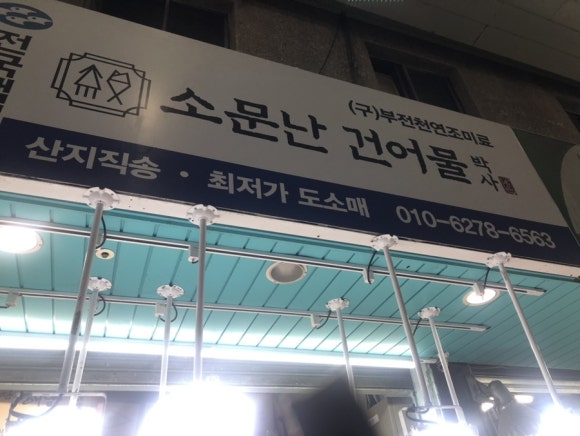 (구)부전천연조미료
소문난 건어물 박사
산지직송 · 최저가 도소매 010-6278-6563